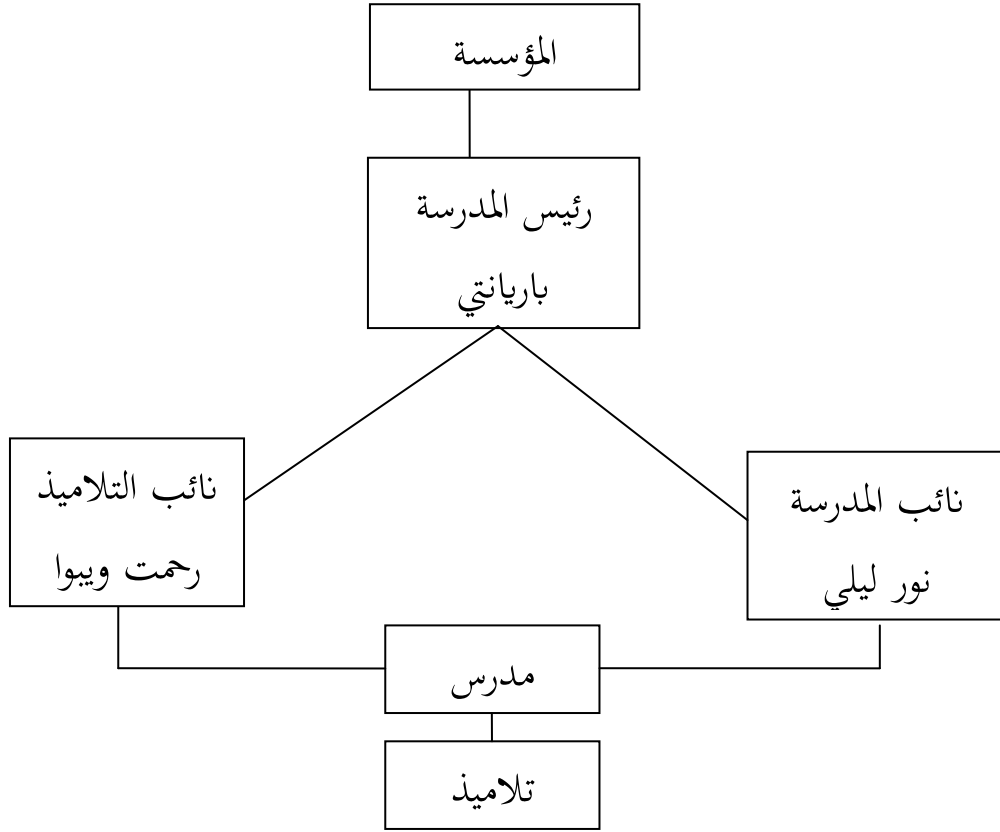 المؤسسة
رئيس المدرسة
باريانتي
نائب المدرسة
نور ليلي
نائب التلاميذ
رحمت ويبوا
مدرس
تلاميذ